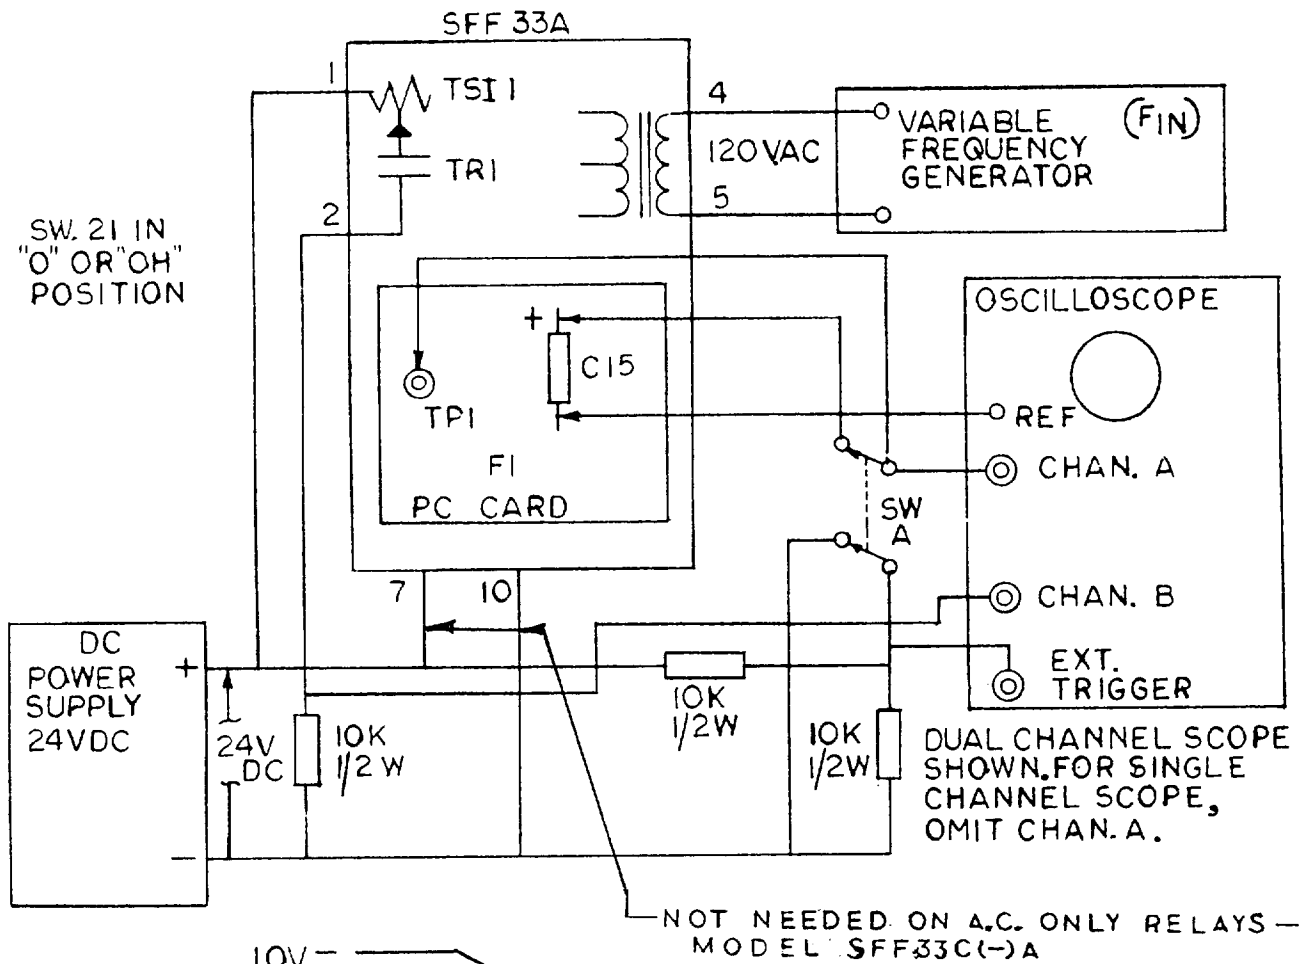 SFF 33A
1
TSI 1
TR1
2
4
120VAC
5
VARIABLE
FREQUENCY
GENERATOR
(FIN)
SW. 21 IN
"O" OR "OH"
POSITION
+
C15
TP1
F1
PC CARD
OSCILLOSCOPE
REF
CHAN. A
SW
A
CHAN. B
EXT.
TRIGGER
7
10
DC
POWER
SUPPLY
24VDC
+
−
24V
DC
10K
1/2W
10K
1/2W
10K
1/2W
DUAL CHANNEL SCOPE
SHOWN. FOR SINGLE
CHANNEL SCOPE,
OMIT CHAN. A.
NOT NEEDED ON A.C. ONLY RELAYS —
MODEL SFF33C(-)A
10V